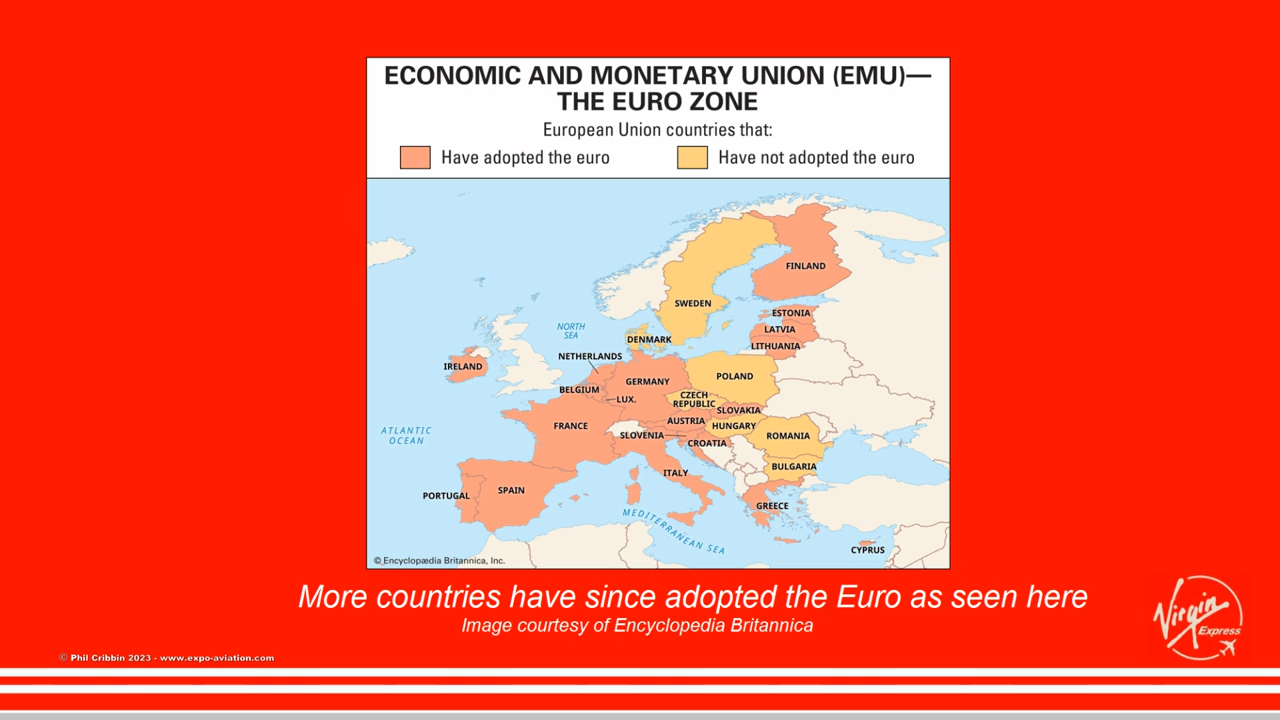 ECONOMIC AND MONETARY UNION (EMU)—
THE EURO ZONE
European Union countries that:
Have adopted the euro
Have not adopted the euro
FINLAND
SWEDEN
ESTONIA
NORTH
SEA
LATVIA
DENMARK
LITHUANIA
NETHERLANDS
IRELAND
POLAND
GERMANY
BELGIUM
CZECH
REPUBLIC
LUX.
SLOVAKIA
AUSTRIA
FRANCE
HUNGARY
ATLANTIC
OCEAN
SLOVENIA
ROMANIA
CROATIA
BULGARIA
ITALY
SPAIN
PORTUGAL
GREECE
MEDITERRANEAN SEA
CYPRUS
© Encyclopædia Britannica, Inc.
More countries have since adopted the Euro as seen here
Image courtesy of Encyclopedia Britannica
Virgin
Express
© Phil Cribbin 2023 - www.expo-aviation.com